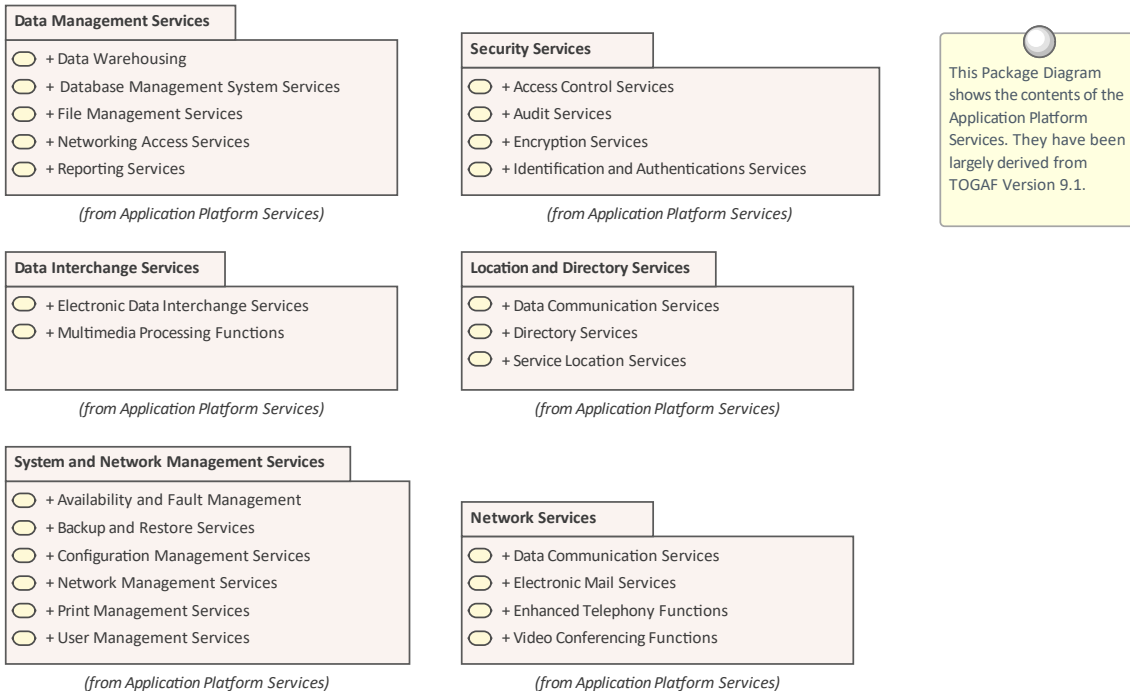 Data Management Services
+ Data Warehousing
+ Database Management System Services
+ File Management Services
+ Networking Access Services
+ Reporting Services
(from Application Platform Services)
Security Services
+ Access Control Services
+ Audit Services
+ Encryption Services
+ Identification and Authentications Services
(from Application Platform Services)
This Package Diagram
shows the contents of the
Application Platform
Services. They have been
largely derived from
TOGAF Version 9.1.
Data Interchange Services
+ Electronic Data Interchange Services
+ Multimedia Processing Functions
(from Application Platform Services)
Location and Directory Services
+ Data Communication Services
+ Directory Services
+ Service Location Services
(from Application Platform Services)
System and Network Management Services
+ Availability and Fault Management
+ Backup and Restore Services
+ Configuration Management Services
+ Network Management Services
+ Print Management Services
+ User Management Services
(from Application Platform Services)
Network Services
+ Data Communication Services
+ Electronic Mail Services
+ Enhanced Telephony Functions
+ Video Conferencing Functions
(from Application Platform Services)